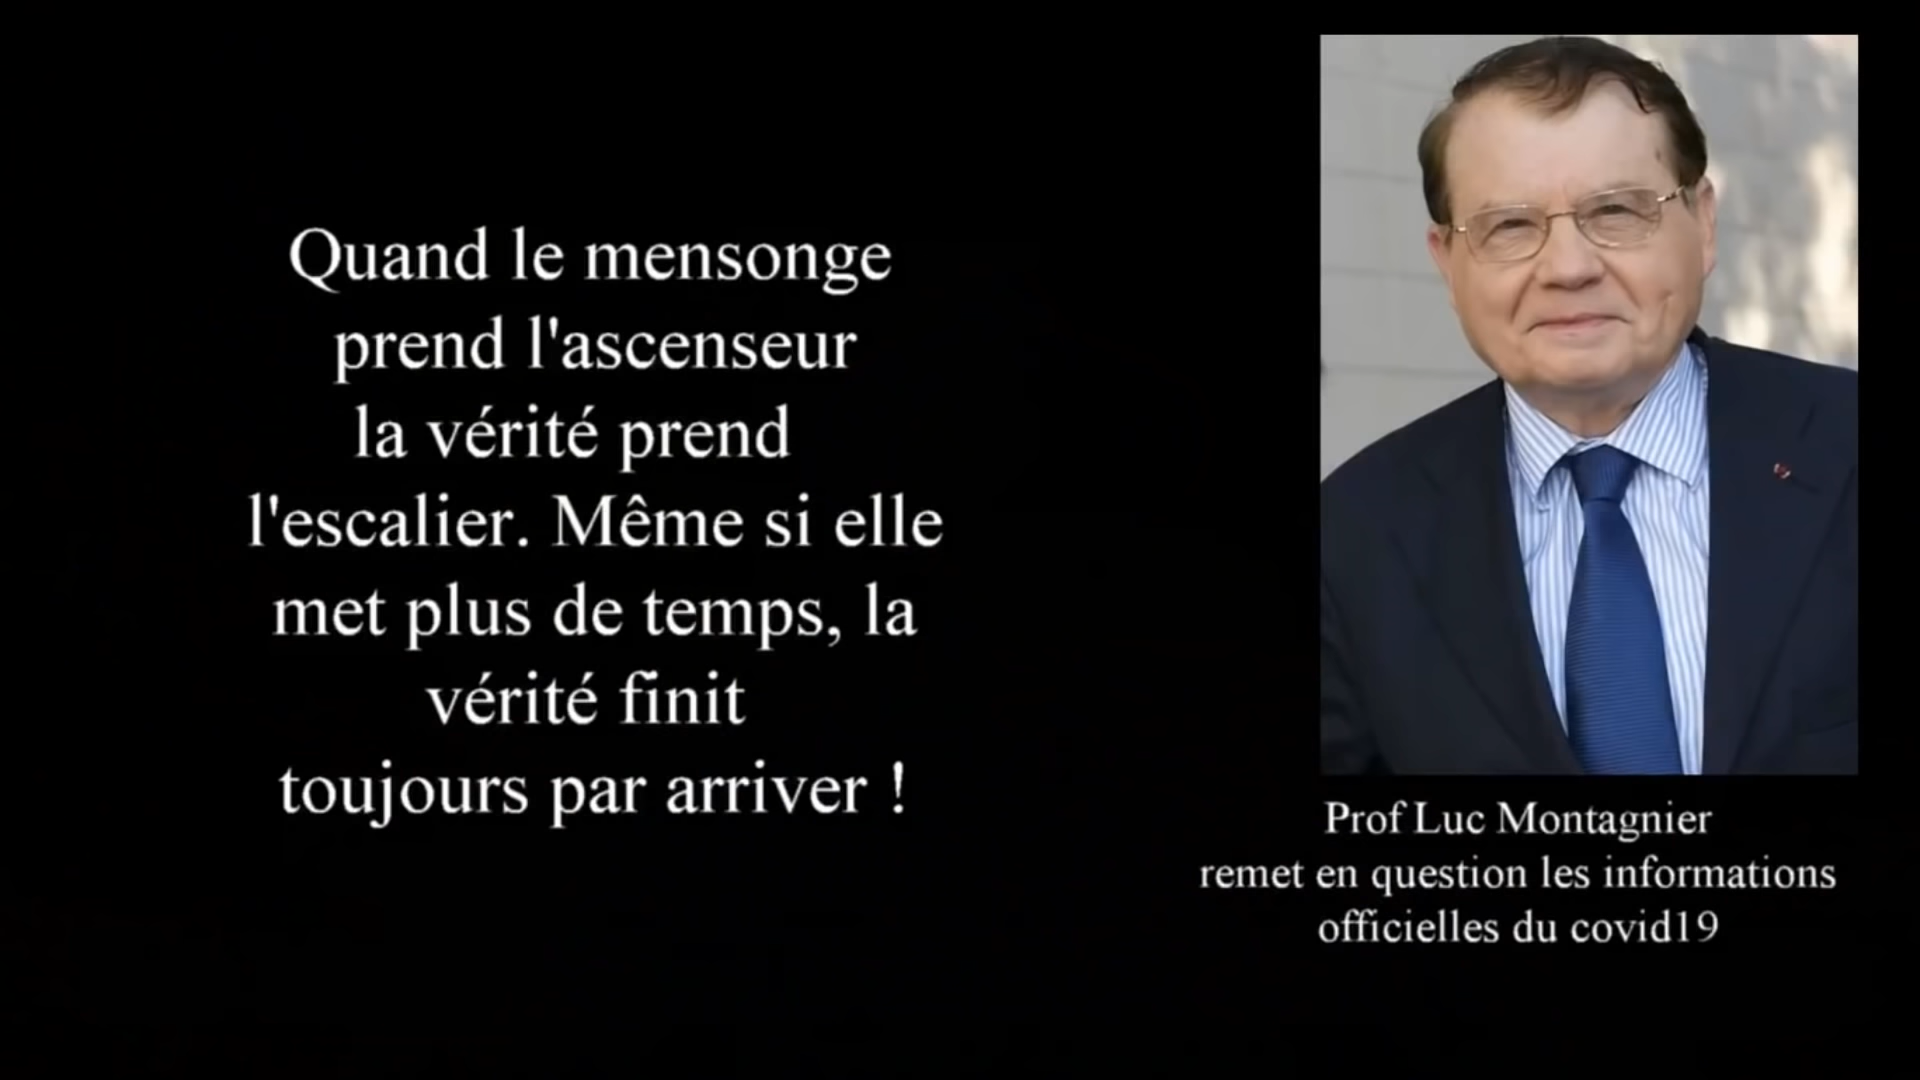 Quand le mensonge
prend l'ascenseur
la vérité prend
l'escalier. Même si elle
met plus de temps, la
vérité finit
toujours par arriver !
Prof Luc Montagnier
remet en question les informations
officielles du covid19